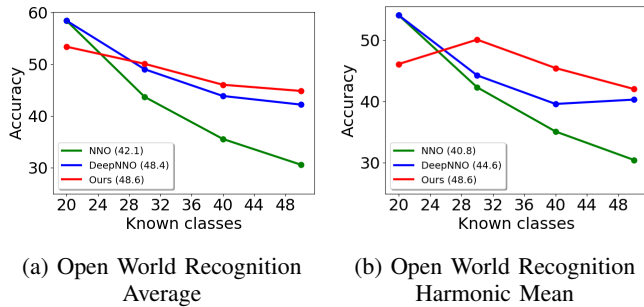 60
50
40
30
Accuracy
NNO (42.1)
DeepNNO (48.4)
Ours (48.6)
20 24 28 32 36 40 44 48
Known classes
(a) Open World Recognition
Average
50
40
30
Accuracy
NNO (40.8)
DeepNNO (44.6)
Ours (48.6)
20 24 28 32 36 40 44 48
Known classes
(b) Open World Recognition
Harmonic Mean